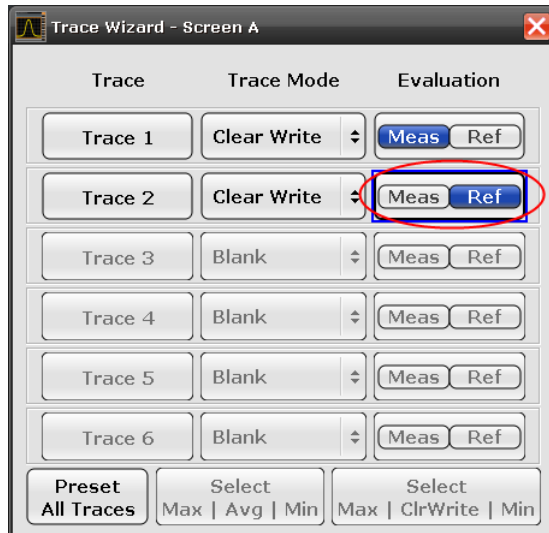 Trace Wizard - Screen A
Trace Trace Mode Evaluation
Trace 1 Clear Write Meas Ref
Trace 2 Clear Write Meas Ref
Trace 3 Blank Meas Ref
Trace 4 Blank Meas Ref
Trace 5 Blank Meas Ref
Trace 6 Blank Meas Ref
Preset Select Select
All Traces Max | Avg | Min Max | ClrWrite | Min